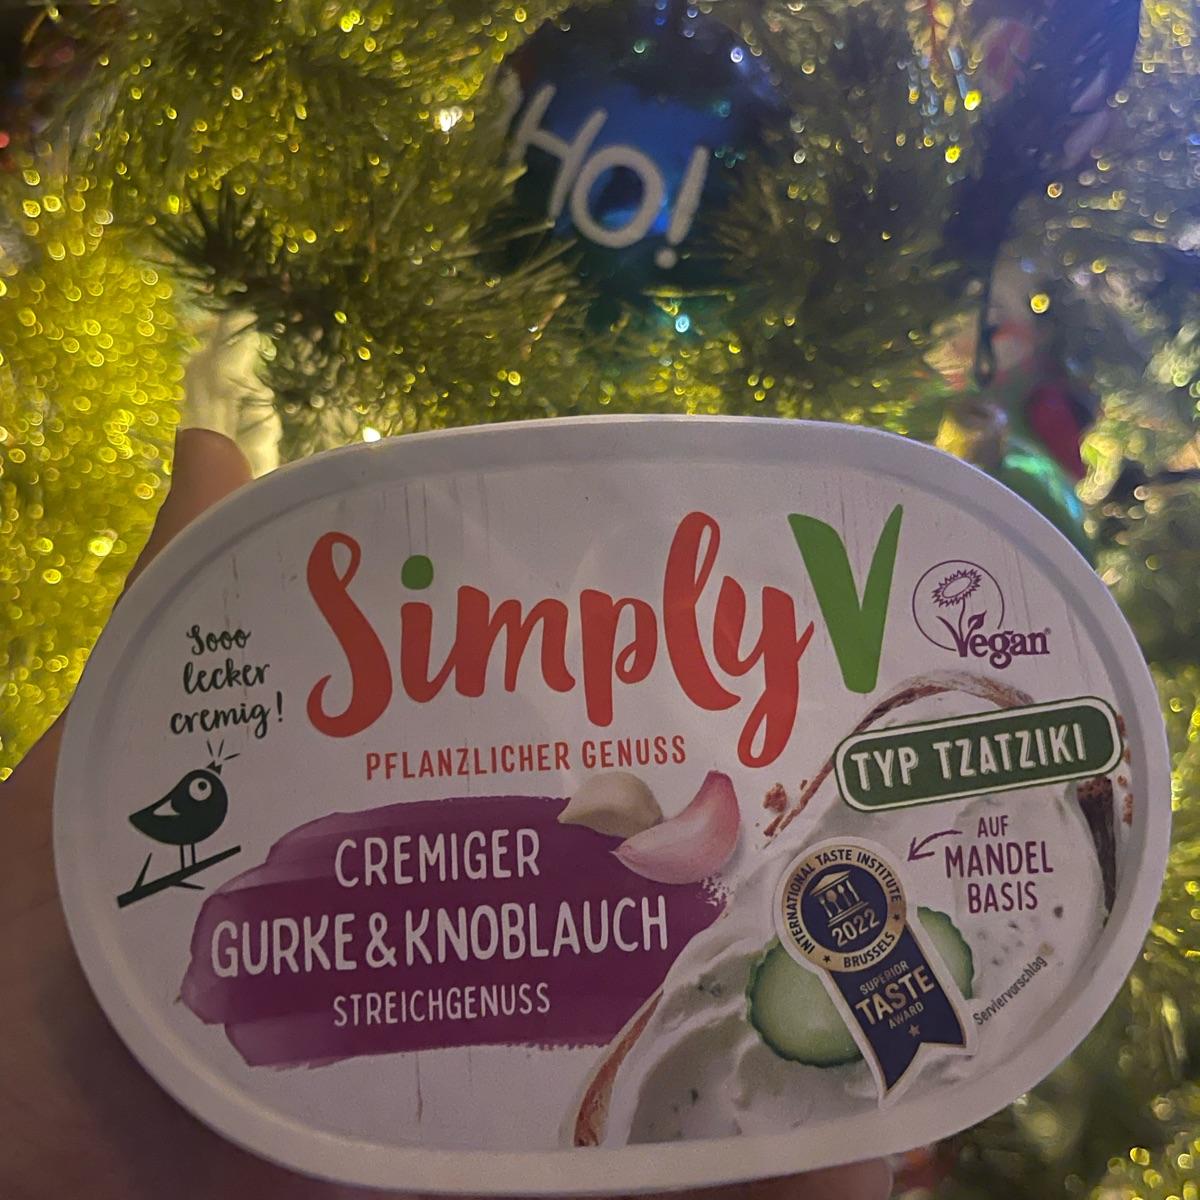 HO!
SimplyV
PFLANZLICHER GENUSS
Vegan
Sooo
lecker
cremig!
TYP TZATZIKI
AUF
MANDEL
BASIS
CREMIGER
GURKE & KNOBLAUCH
STREICHGENUSS
INTERNATIONAL TASTE INSTITUTE
2022
BRUSSELS
SUPERIOR
TASTE
AWARD
Serviervorschlag